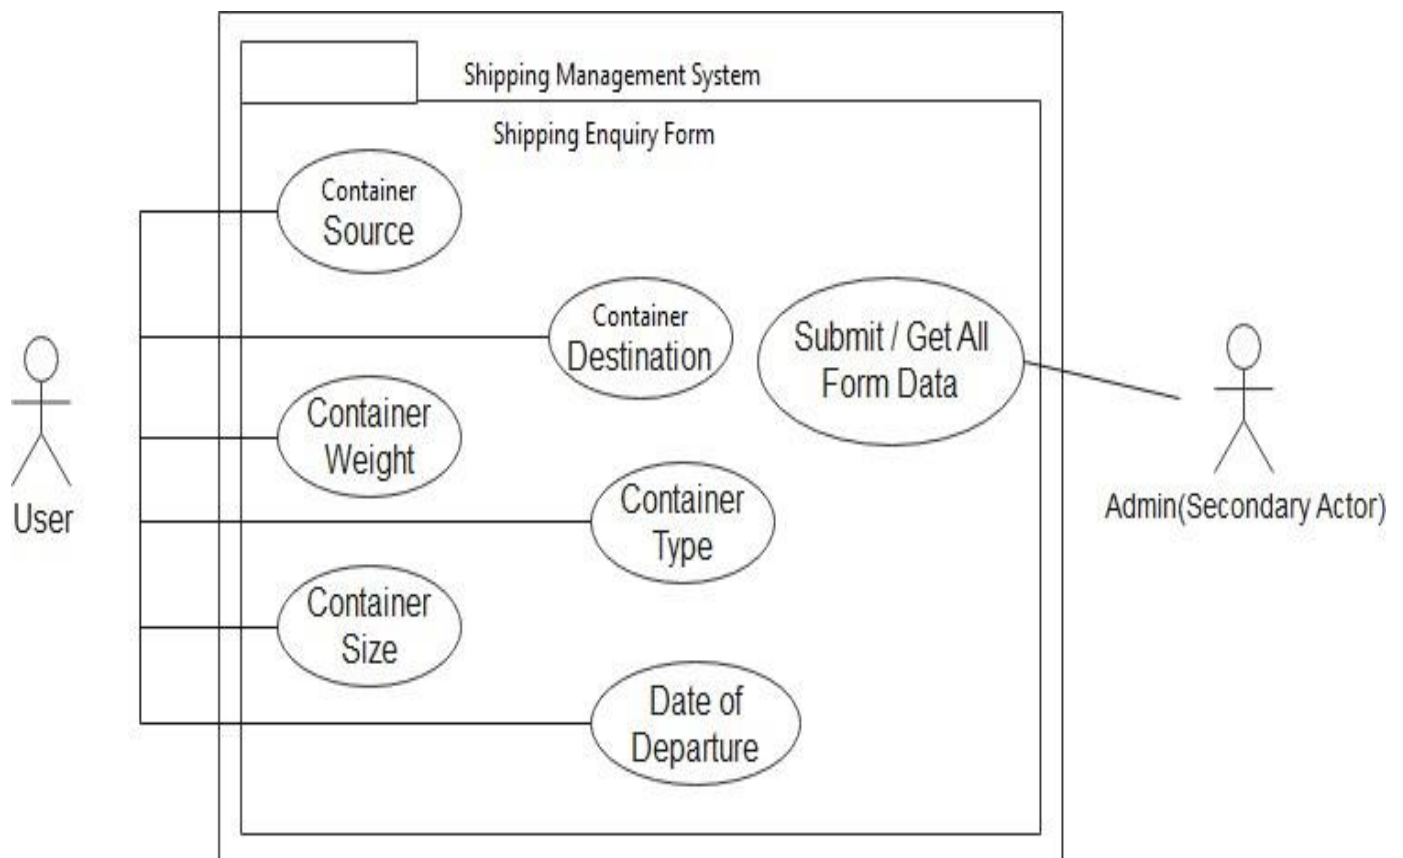 Shipping Management System
Shipping Enquiry Form
Container
Source
Container
Destination
Submit / Get All
Form Data
Container
Weight
User
Container
Type
Admin(Secondary Actor)
Container
Size
Date of
Departure